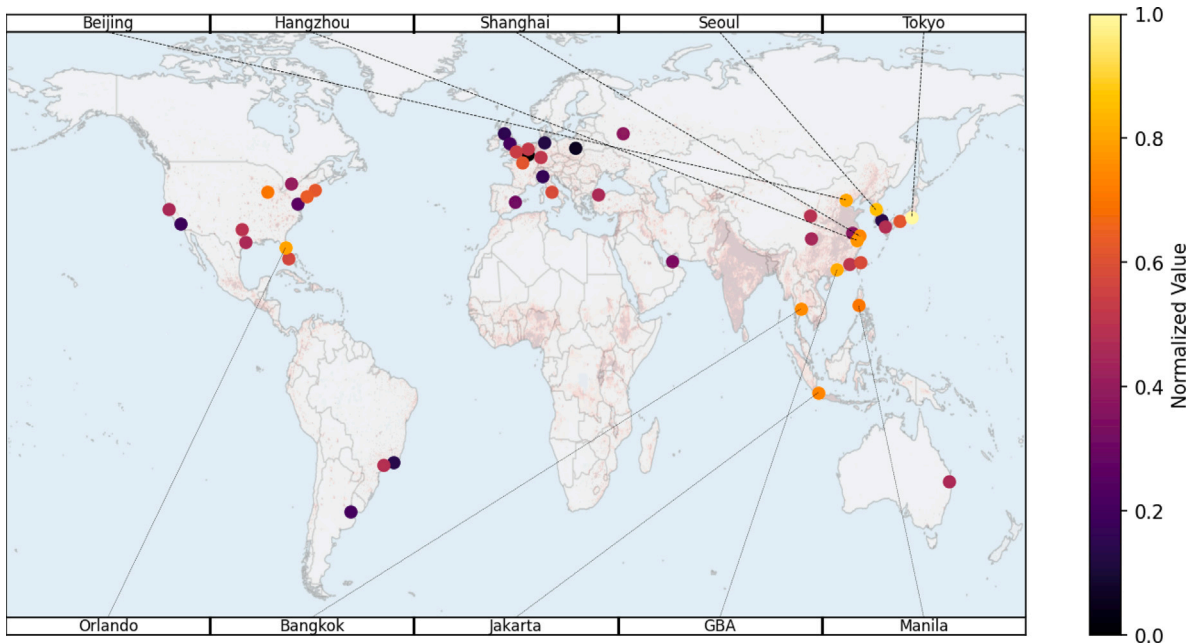 Beijing Hangzhou Shanghai Seoul Tokyo
1.0
0.8
0.6
0.4
0.2
0.0
Normalized Value
Orlando Bangkok Jakarta GBA Manila